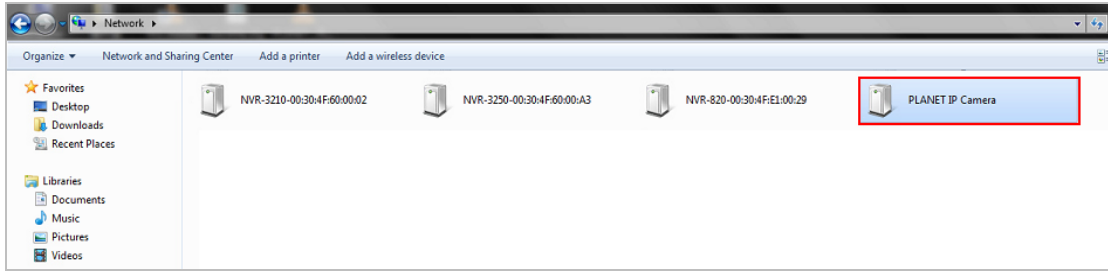 Network
Organize Network and Sharing Center Add a printer Add a wireless device
Favorites
Desktop
Downloads
Recent Places
Libraries
Documents
Music
Pictures
Videos
NVR-3210-00:30:4F:60:00:02 NVR-3250-00:30:4F:60:00:A3 NVR-820-00:30:4F:E1:00:29 PLANET IP Camera